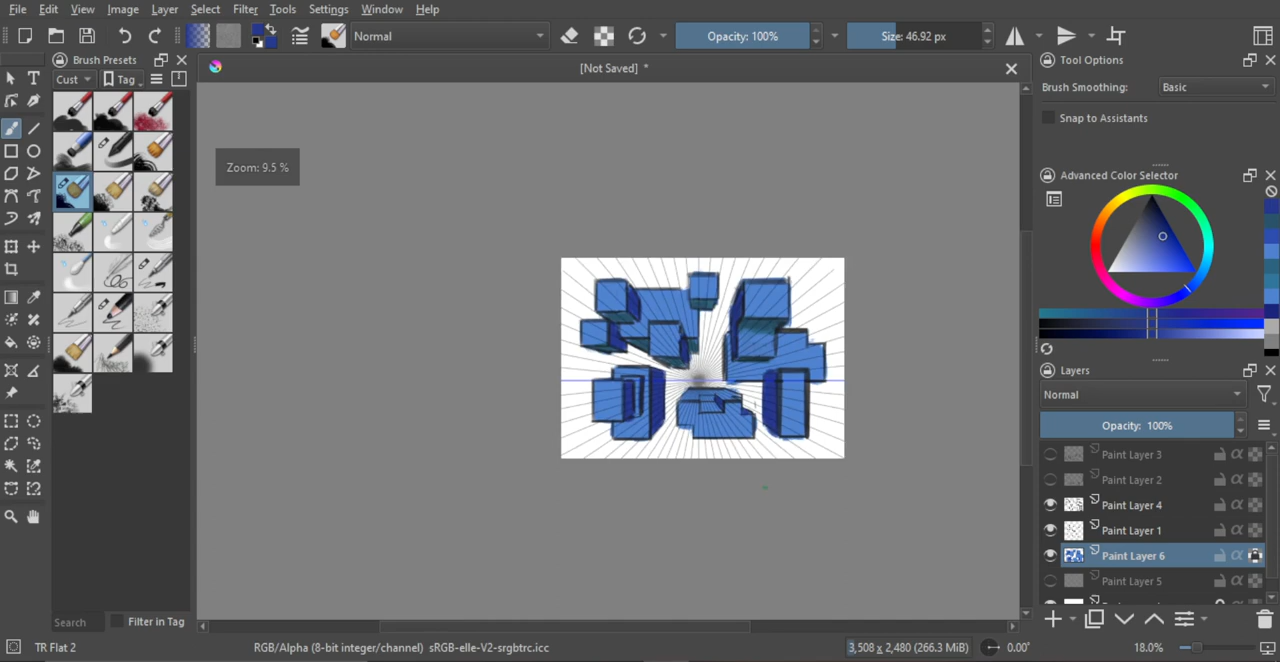 File Edit View Image Layer Select Filter Tools Settings Window Help
Normal Opacity: 100% Size: 46.92 px
Brush Presets
[Not Saved] *
Tool Options
Cust Tag
Brush Smoothing: Basic
Snap to Assistants
Zoom: 9.5 %
Advanced Color Selector
Layers
Normal
Opacity: 100%
Paint Layer 3
Paint Layer 2
Paint Layer 4
Paint Layer 1
Paint Layer 6
Paint Layer 5
Search Filter in Tag
TR Flat 2 RGB/Alpha (8-bit integer/channel) sRGB-elle-V2-srgbtrc.icc 3,508 x 2,480 (266.3 MiB) 0.00° 18.0%